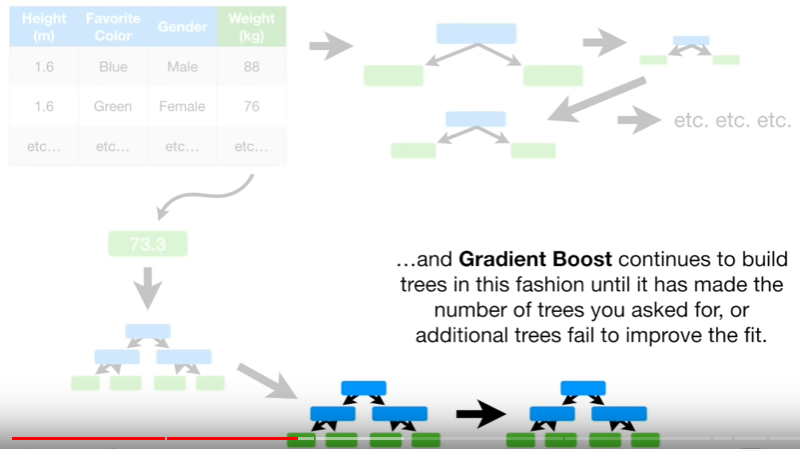 Height (m) Favorite Color Gender Weight (kg)
1.6 Blue Male 88
1.6 Green Female 76
etc... etc... etc... etc...
etc. etc. etc.
73.3
…and Gradient Boost continues to build
trees in this fashion until it has made the
number of trees you asked for, or
additional trees fail to improve the fit.